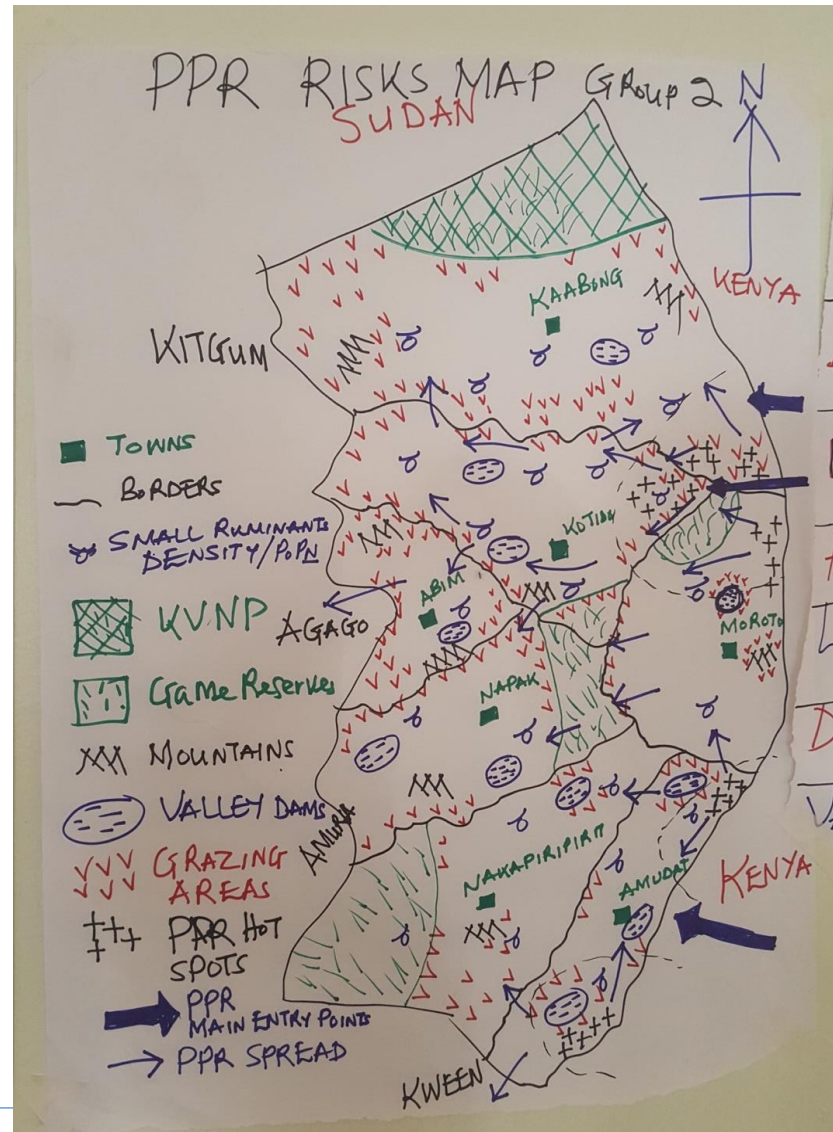 PPR RISKS MAP GROUP 2
N
SUDAN
KENYA
KAABONG
KITGUM
TOWNS
BORDERS
SMALL RUMINANTS
DENSITY/POPN
KOTIDO
KVNP
AGAGO
ABIM
MOROTO
Game Reserves
NAPAK
MOUNTAINS
VALLEY DAMS
AMURIA
GRAZING
AREAS
NAKAPIRIPIRIT
AMUDAT
KENYA
PPR HOT
SPOTS
PPR
MAIN ENTRY POINTS
PPR SPREAD
KWEEN